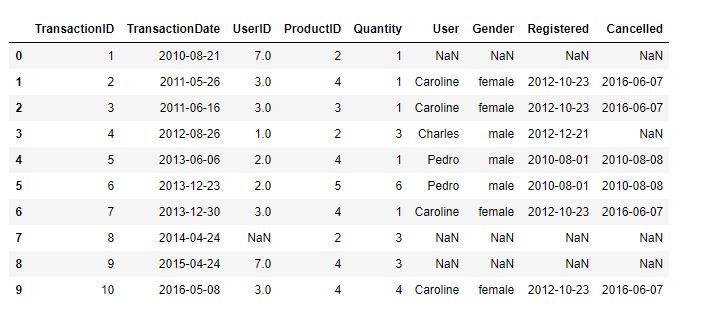 TransactionID TransactionDate UserID ProductID Quantity User Gender Registered Cancelled
0 1 2010-08-21 7.0 2 1 NaN NaN NaN NaN
1 2 2011-05-26 3.0 4 1 Caroline female 2012-10-23 2016-06-07
2 3 2011-06-16 3.0 3 1 Caroline female 2012-10-23 2016-06-07
3 4 2012-08-26 1.0 2 3 Charles male 2012-12-21 NaN
4 5 2013-06-06 2.0 4 1 Pedro male 2010-08-01 2010-08-08
5 6 2013-12-23 2.0 5 6 Pedro male 2010-08-01 2010-08-08
6 7 2013-12-30 3.0 4 1 Caroline female 2012-10-23 2016-06-07
7 8 2014-04-24 NaN 2 3 NaN NaN NaN NaN
8 9 2015-04-24 7.0 4 3 NaN NaN NaN NaN
9 10 2016-05-08 3.0 4 4 Caroline female 2012-10-23 2016-06-07